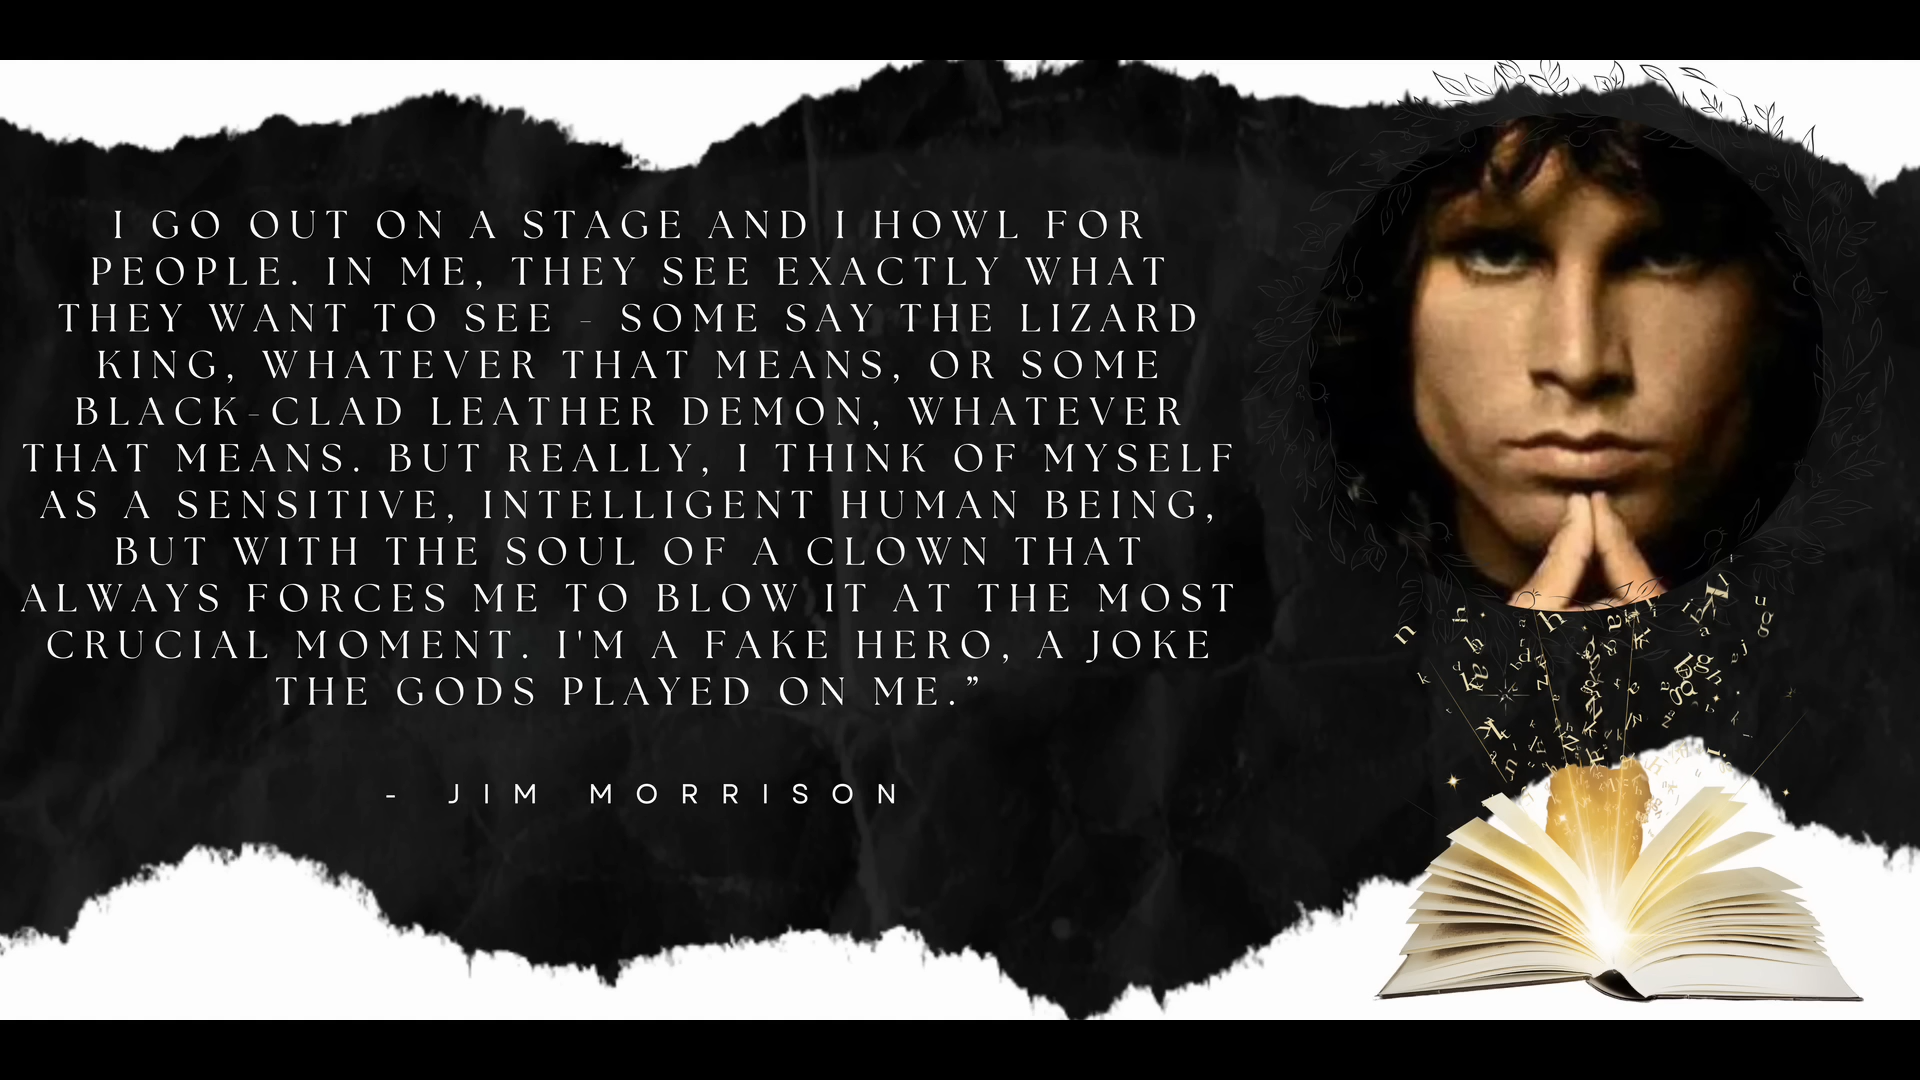 I GO OUT ON A STAGE AND I HOWL FOR
PEOPLE. IN ME, THEY SEE EXACTLY WHAT
THEY WANT TO SEE - SOME SAY THE LIZARD
KING, WHATEVER THAT MEANS, OR SOME
BLACK-CLAD LEATHER DEMON, WHATEVER
THAT MEANS. BUT REALLY, I THINK OF MYSELF
AS A SENSITIVE, INTELLIGENT HUMAN BEING,
BUT WITH THE SOUL OF A CLOWN THAT
ALWAYS FORCES ME TO BLOW IT AT THE MOST
CRUCIAL MOMENT. I'M A FAKE HERO, A JOKE
THE GODS PLAYED ON ME.”
- JIM MORRISON